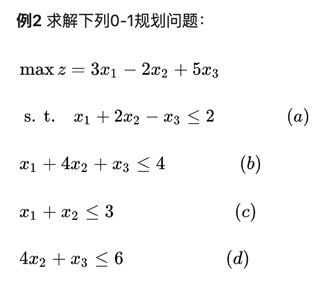 例2 求解下列0-1规划问题：
max z = 3x₁ − 2x₂ + 5x₃
s. t. x₁ + 2x₂ − x₃ ≤ 2 (a)
x₁ + 4x₂ + x₃ ≤ 4 (b)
x₁ + x₂ ≤ 3 (c)
4x₂ + x₃ ≤ 6 (d)